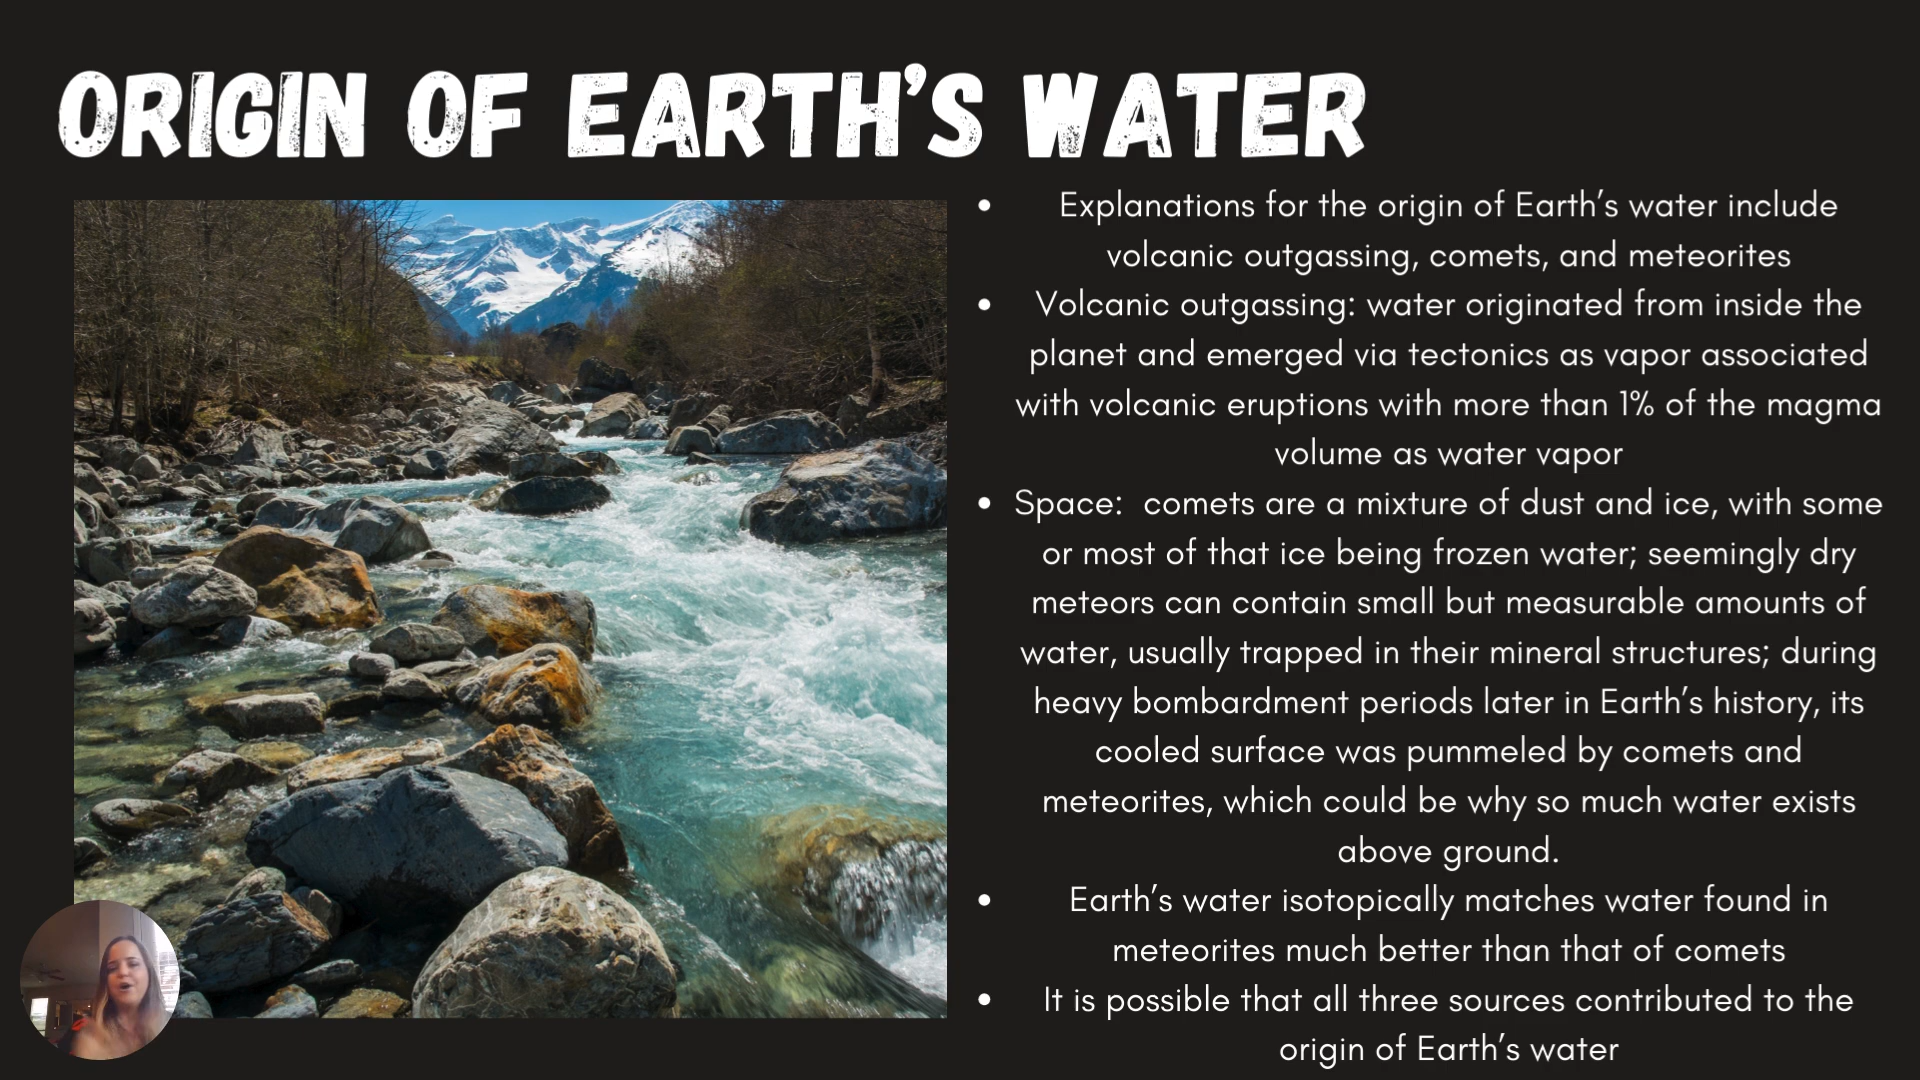 ORIGIN OF EARTH'S WATER
• Explanations for the origin of Earth's water include
volcanic outgassing, comets, and meteorites
• Volcanic outgassing: water originated from inside the
planet and emerged via tectonics as vapor associated
with volcanic eruptions with more than 1% of the magma
volume as water vapor
• Space:  comets are a mixture of dust and ice, with some
or most of that ice being frozen water; seemingly dry
meteors can contain small but measurable amounts of
water, usually trapped in their mineral structures; during
heavy bombardment periods later in Earth's history, its
cooled surface was pummeled by comets and
meteorites, which could be why so much water exists
above ground.
• Earth's water isotopically matches water found in
meteorites much better than that of comets
• It is possible that all three sources contributed to the
origin of Earth's water